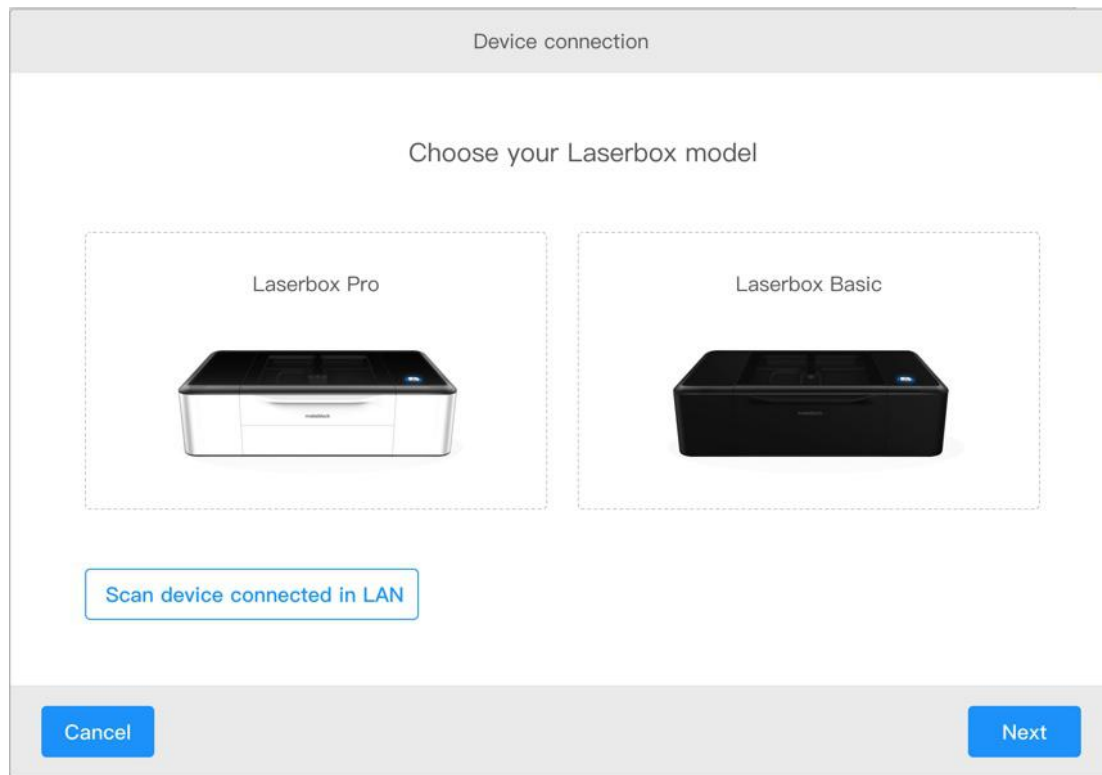 Device connection
Choose your Laserbox model
Laserbox Pro
Laserbox Basic
Scan device connected in LAN
Cancel
Next